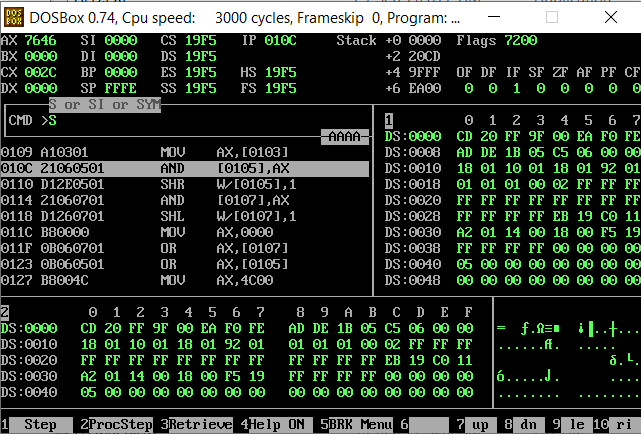 DOSBox 0.74, Cpu speed: 3000 cycles, Frameskip 0, Program: ...
AX 7646 SI 0000 CS 19F5 IP 010C Stack +0 0000 Flags 7200
BX 0000 DI 0000 DS 19F5 +2 20CD
CX 002C BP 0000 ES 19F5 HS 19F5 +4 9FFF OF DF IF SF ZF AF PF CF
DX 0000 SP FFFE SS 19F5 FS 19F5 +6 EA00 0 0 1 0 0 0 0 0
S or SI or SYM
CMD >S
AAAA
0109 A10301 MOV AX,[0103]
010C 21060501 AND [0105],AX
0110 D12E0501 SHR W/[0105],1
0114 21060701 AND [0107],AX
0118 D1260701 SHL W/[0107],1
011C B80000 MOV AX,0000
011F 0B060701 OR AX,[0107]
0123 0B060501 OR AX,[0105]
0127 B8004C MOV AX,4C00
1 0 1 2 3 4 5 6 7
DS:0000 CD 20 FF 9F 00 EA F0 FE
DS:0008 AD DE 1B 05 C5 06 00 00
DS:0010 18 01 10 01 18 01 92 01
DS:0018 01 01 01 00 02 FF FF FF
DS:0020 FF FF FF FF FF FF FF FF
DS:0028 FF FF FF FF EB 19 C0 11
DS:0030 A2 01 14 00 18 00 F5 19
DS:0038 FF FF FF FF 00 00 00 00
DS:0040 05 00 00 00 00 00 00 00
DS:0048 00 00 00 00 00 00 00 00
2 0 1 2 3 4 5 6 7 8 9 A B C D E F
DS:0000 CD 20 FF 9F 00 EA F0 FE AD DE 1B 05 C5 06 00 00 = ƒ.Ω≡■ ¡▐..┼...
DS:0010 18 01 10 01 18 01 92 01 01 01 01 00 02 FF FF FF ......Æ. .....
DS:0020 FF FF FF FF FF FF FF FF FF FF FF FF EB 19 C0 11 δ.└.
DS:0030 A2 01 14 00 18 00 F5 19 FF FF FF FF 00 00 00 00 ó.....⌡. ....
DS:0040 05 00 00 00 00 00 00 00 00 00 00 00 00 00 00 00 ........ ........
1 Step 2ProcStep 3Retrieve 4Help ON 5BRK Menu 6 7 up 8 dn 9 le 10 ri